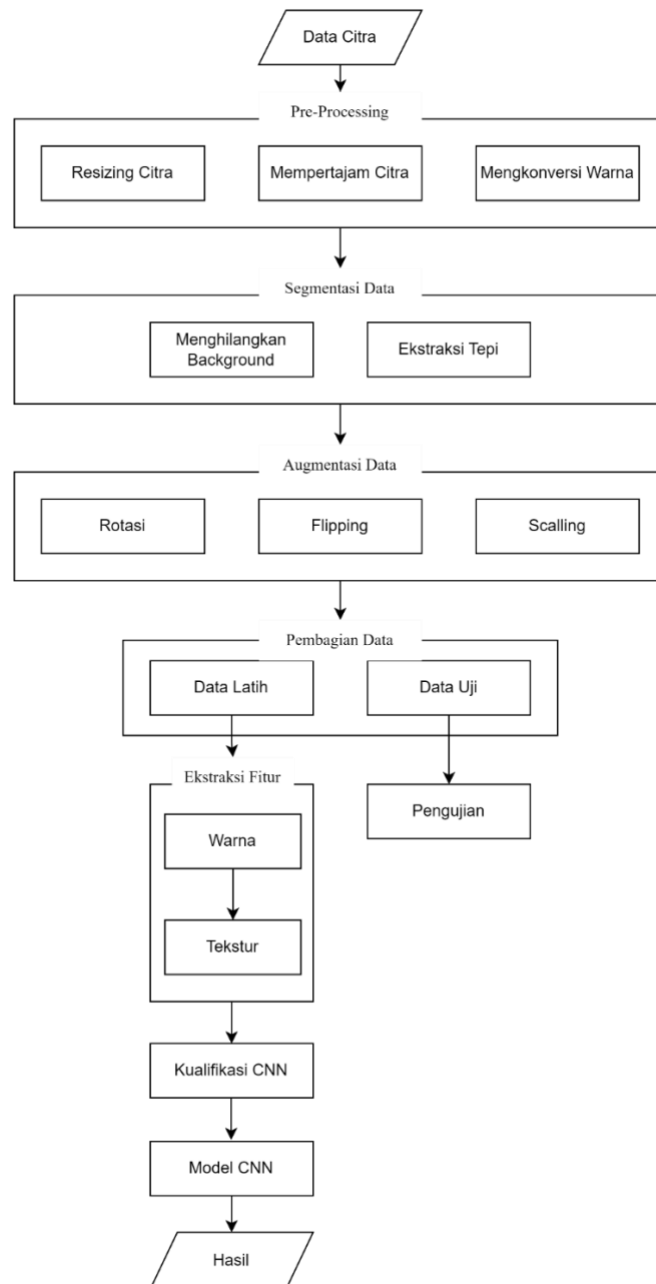 Data Citra
Pre-Processing
Resizing Citra
Mempertajam Citra
Mengkonversi Warna
Segmentasi Data
Menghilangkan
Background
Ekstraksi Tepi
Augmentasi Data
Rotasi
Flipping
Scalling
Pembagian Data
Data Latih
Data Uji
Ekstraksi Fitur
Pengujian
Warna
Tekstur
Kualifikasi CNN
Model CNN
Hasil